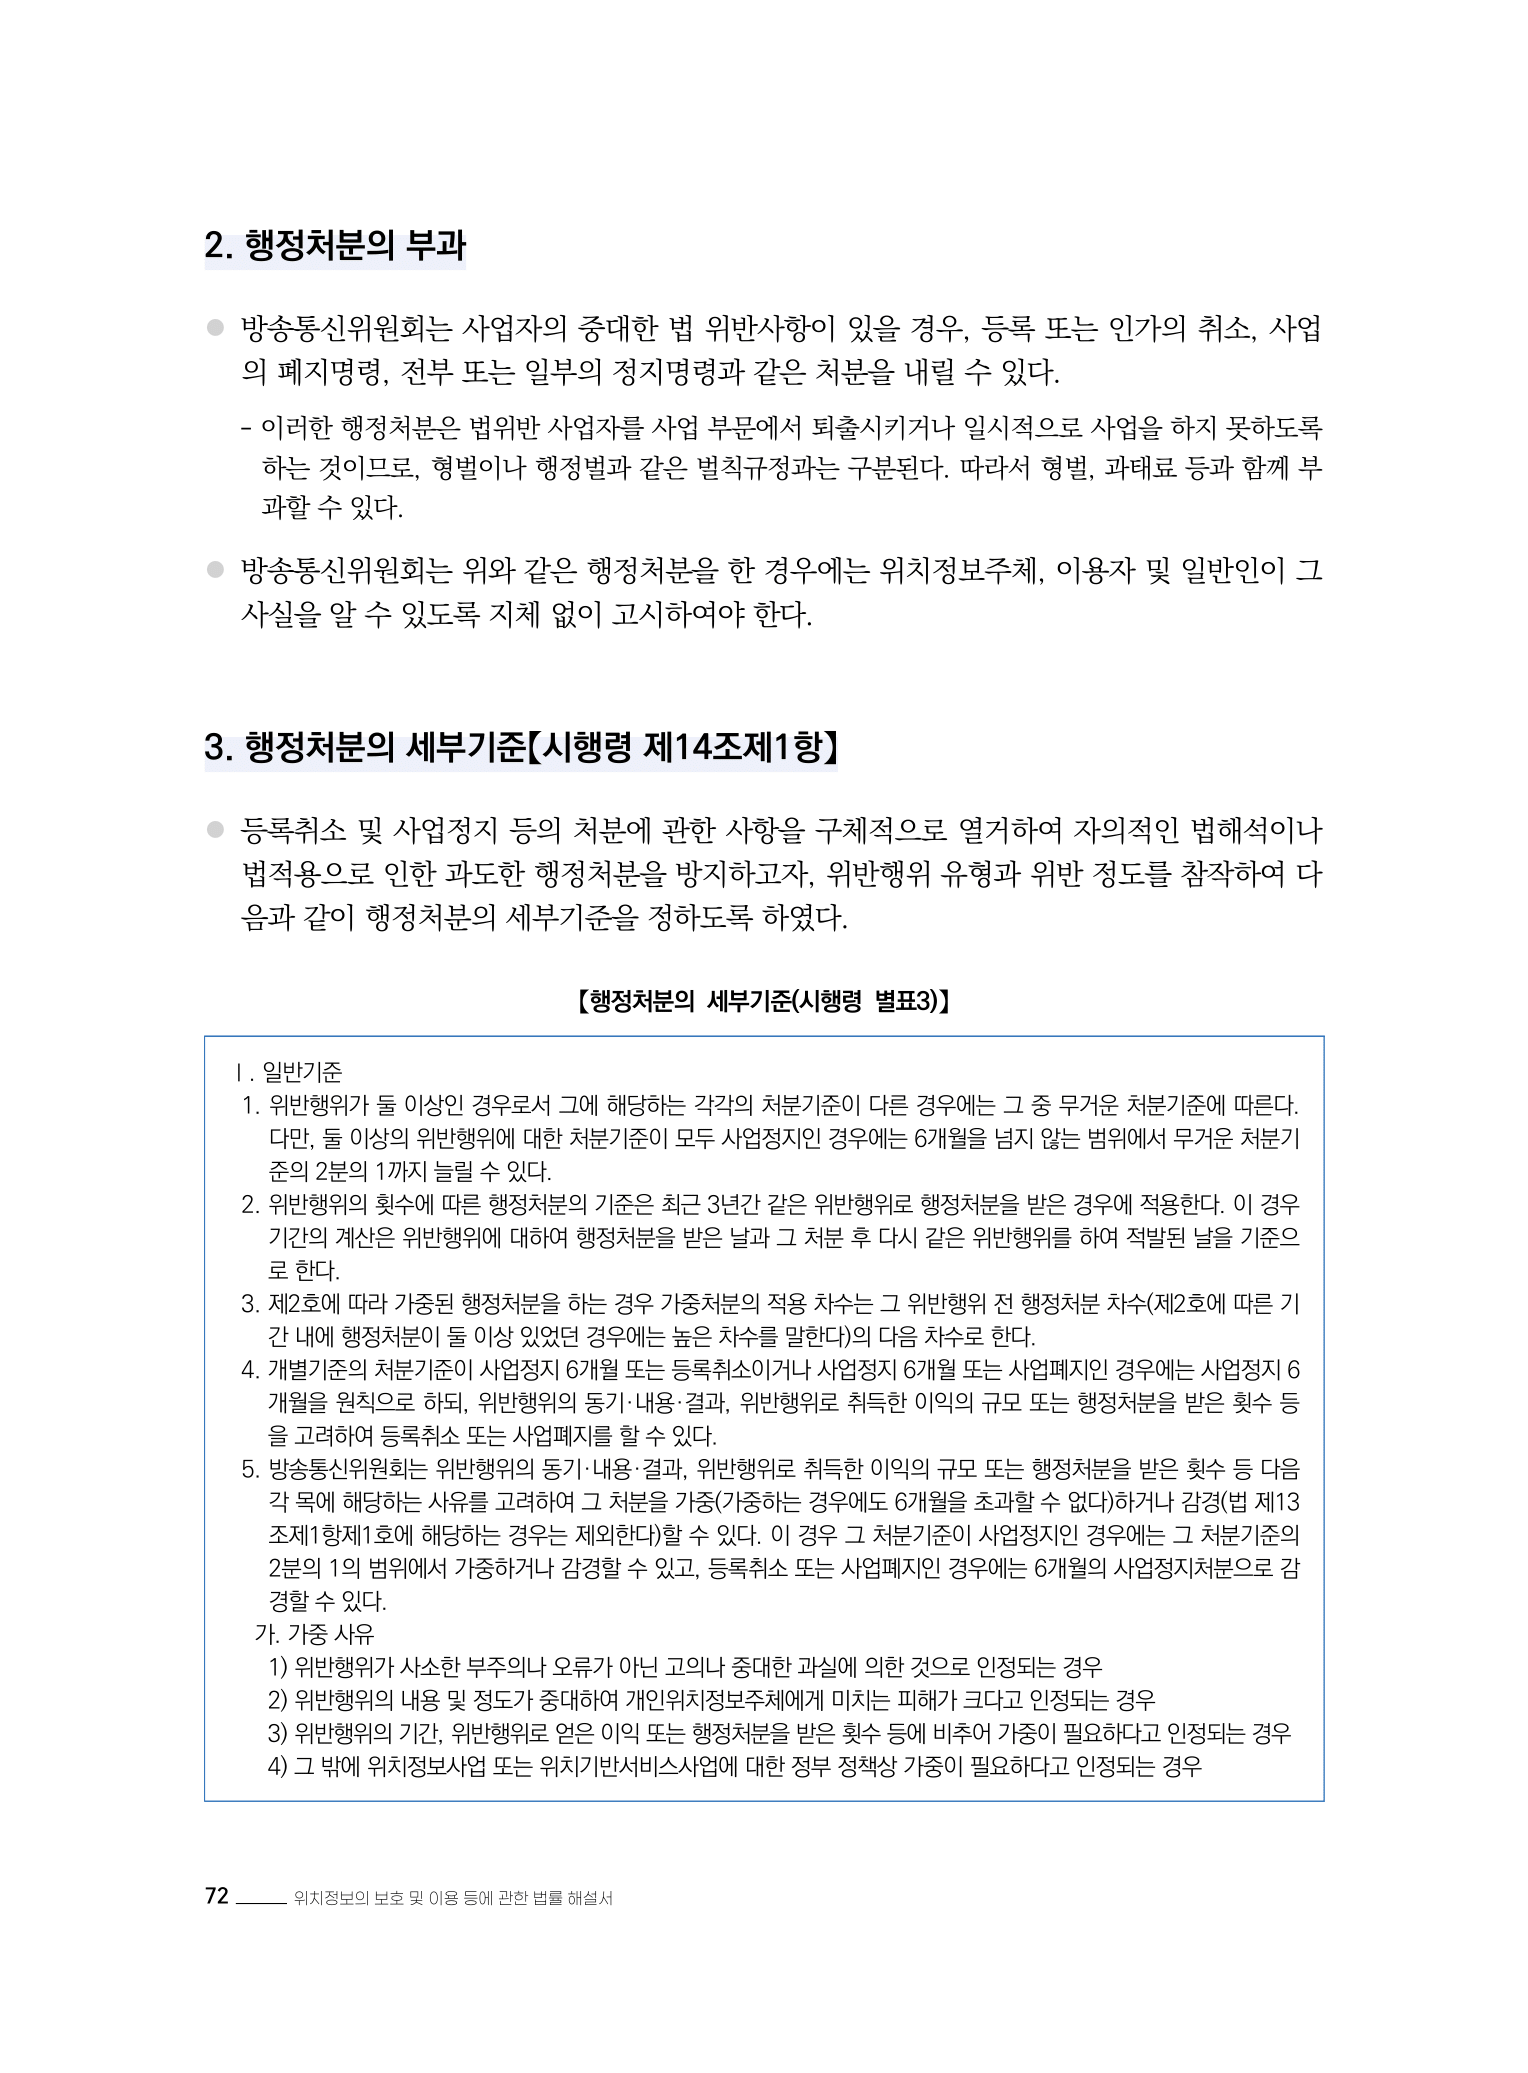 2. 행정처분의 부과
● 방송통신위원회는 사업자의 중대한 법 위반사항이 있을 경우, 등록 또는 인가의 취소, 사업
의 폐지명령, 전부 또는 일부의 정지명령과 같은 처분을 내릴 수 있다.
- 이러한 행정처분은 법위반 사업자를 사업 부문에서 퇴출시키거나 일시적으로 사업을 하지 못하도록
하는 것이므로, 형벌이나 행정벌과 같은 벌칙규정과는 구분된다. 따라서 형벌, 과태료 등과 함께 부
과할 수 있다.
● 방송통신위원회는 위와 같은 행정처분을 한 경우에는 위치정보주체, 이용자 및 일반인이 그
사실을 알 수 있도록 지체 없이 고시하여야 한다.
3. 행정처분의 세부기준【시행령 제14조제1항】
● 등록취소 및 사업정지 등의 처분에 관한 사항을 구체적으로 열거하여 자의적인 법해석이나
법적용으로 인한 과도한 행정처분을 방지하고자, 위반행위 유형과 위반 정도를 참작하여 다
음과 같이 행정처분의 세부기준을 정하도록 하였다.
【행정처분의 세부기준(시행령 별표3)】
Ⅰ. 일반기준
1. 위반행위가 둘 이상인 경우로서 그에 해당하는 각각의 처분기준이 다른 경우에는 그 중 무거운 처분기준에 따른다.
다만, 둘 이상의 위반행위에 대한 처분기준이 모두 사업정지인 경우에는 6개월을 넘지 않는 범위에서 무거운 처분기
준의 2분의 1까지 늘릴 수 있다.
2. 위반행위의 횟수에 따른 행정처분의 기준은 최근 3년간 같은 위반행위로 행정처분을 받은 경우에 적용한다. 이 경우
기간의 계산은 위반행위에 대하여 행정처분을 받은 날과 그 처분 후 다시 같은 위반행위를 하여 적발된 날을 기준으
로 한다.
3. 제2호에 따라 가중된 행정처분을 하는 경우 가중처분의 적용 차수는 그 위반행위 전 행정처분 차수(제2호에 따른 기
간 내에 행정처분이 둘 이상 있었던 경우에는 높은 차수를 말한다)의 다음 차수로 한다.
4. 개별기준의 처분기준이 사업정지 6개월 또는 등록취소이거나 사업정지 6개월 또는 사업폐지인 경우에는 사업정지 6
개월을 원칙으로 하되, 위반행위의 동기·내용·결과, 위반행위로 취득한 이익의 규모 또는 행정처분을 받은 횟수 등
을 고려하여 등록취소 또는 사업폐지를 할 수 있다.
5. 방송통신위원회는 위반행위의 동기·내용·결과, 위반행위로 취득한 이익의 규모 또는 행정처분을 받은 횟수 등 다음
각 목에 해당하는 사유를 고려하여 그 처분을 가중(가중하는 경우에도 6개월을 초과할 수 없다)하거나 감경(법 제13
조제1항제1호에 해당하는 경우는 제외한다)할 수 있다. 이 경우 그 처분기준이 사업정지인 경우에는 그 처분기준의
2분의 1의 범위에서 가중하거나 감경할 수 있고, 등록취소 또는 사업폐지인 경우에는 6개월의 사업정지처분으로 감
경할 수 있다.
가. 가중 사유
1) 위반행위가 사소한 부주의나 오류가 아닌 고의나 중대한 과실에 의한 것으로 인정되는 경우
2) 위반행위의 내용 및 정도가 중대하여 개인위치정보주체에게 미치는 피해가 크다고 인정되는 경우
3) 위반행위의 기간, 위반행위로 얻은 이익 또는 행정처분을 받은 횟수 등에 비추어 가중이 필요하다고 인정되는 경우
4) 그 밖에 위치정보사업 또는 위치기반서비스사업에 대한 정부 정책상 가중이 필요하다고 인정되는 경우
72 위치정보의 보호 및 이용 등에 관한 법률 해설서